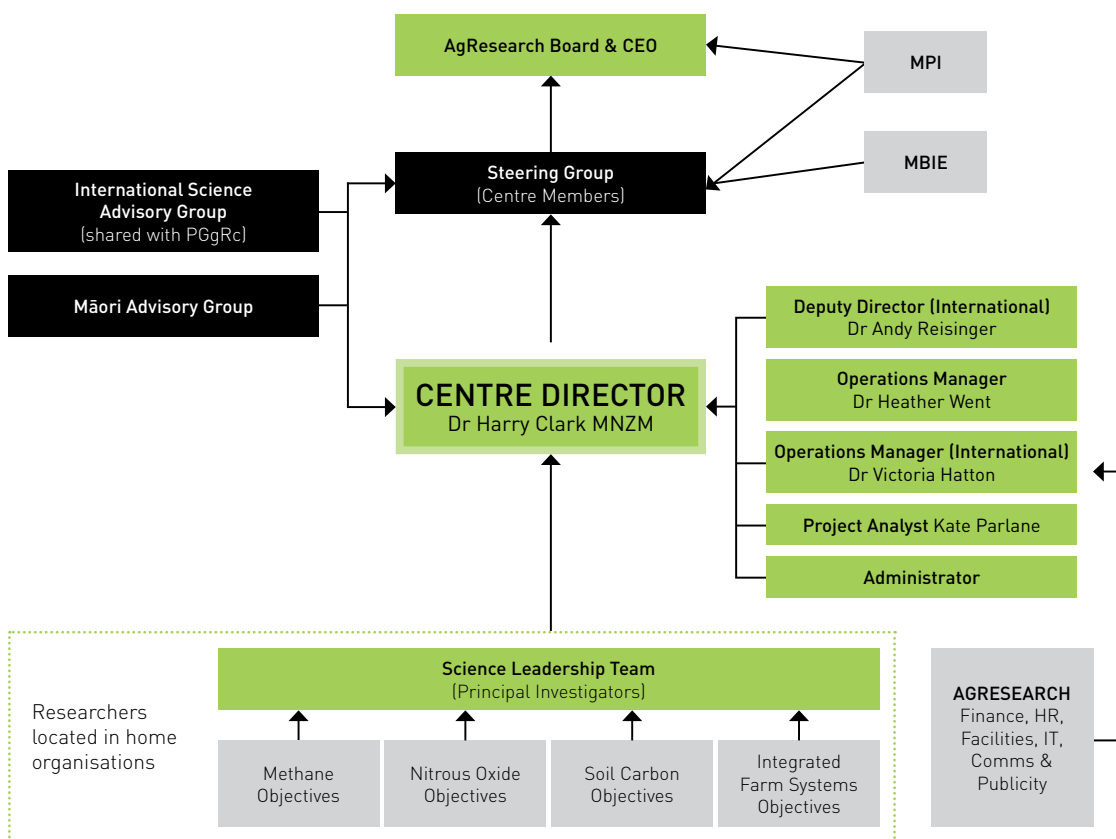 AgResearch Board & CEO
MPI
MBIE
Steering Group
(Centre Members)
International Science
Advisory Group
(shared with PGgRc)
Māori Advisory Group
CENTRE DIRECTOR
Dr Harry Clark MNZM
Deputy Director (International)
Dr Andy Reisinger
Operations Manager
Dr Heather Went
Operations Manager (International)
Dr Victoria Hatton
Project Analyst Kate Parlane
Administrator
Researchers
located in home
organisations
Science Leadership Team
(Principal Investigators)
Methane
Objectives
Nitrous Oxide
Objectives
Soil Carbon
Objectives
Integrated
Farm Systems
Objectives
AGRESEARCH
Finance, HR,
Facilities, IT,
Comms &
Publicity